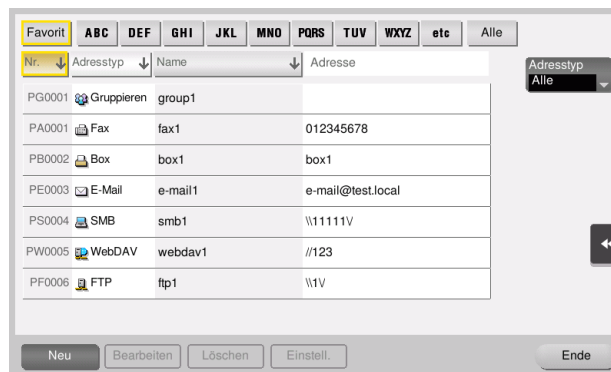 Favorit ABC DEF GHI JKL MNO PQRS TUV WXYZ etc Alle
Nr. Adresstyp Name Adresse
Adresstyp
Alle
PG0001 Gruppieren group1
PA0001 Fax fax1 012345678
PB0002 Box box1 box1
PE0003 E-Mail e-mail1 e-mail@test.local
PS0004 SMB smb1 \\11111\/
PW0005 WebDAV webdav1 //123
PF0006 FTP ftp1 \\1\/
Neu Bearbeiten Löschen Einstell. Ende